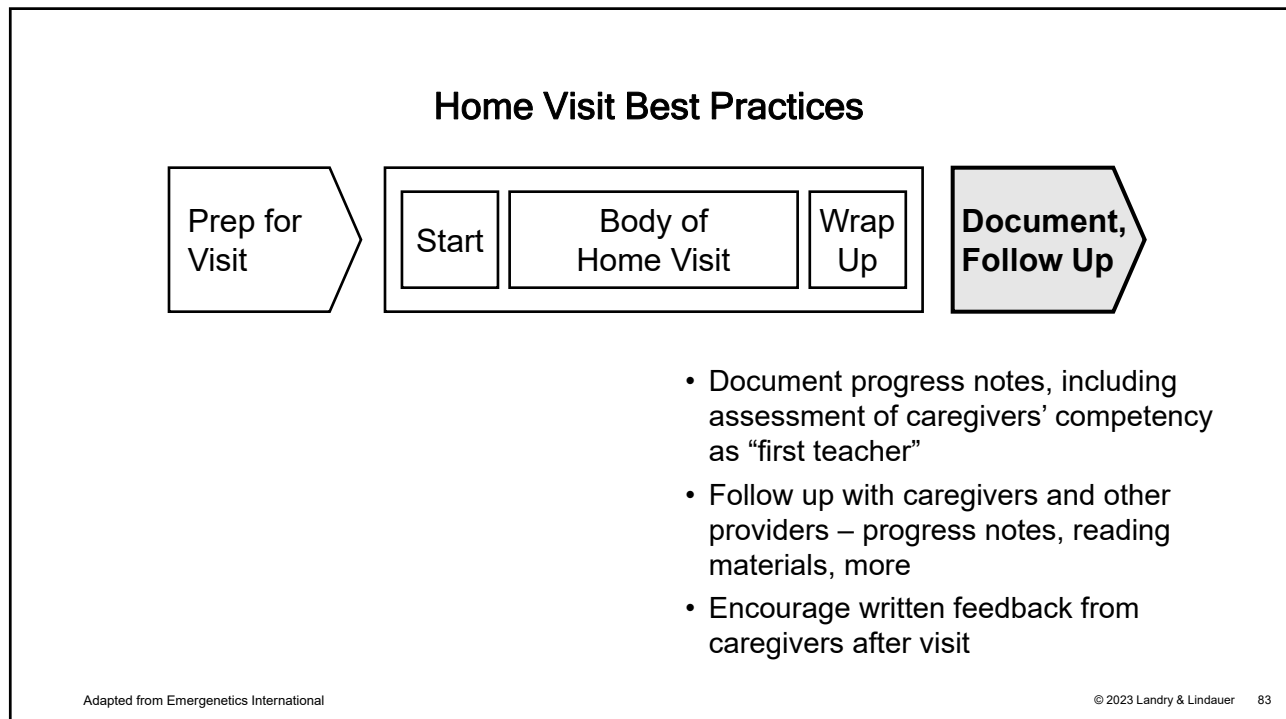 Home Visit Best Practices
Prep for
Visit
Start
Body of
Home Visit
Wrap
Up
Document,
Follow Up
• Document progress notes, including
assessment of caregivers’ competency
as “first teacher”
• Follow up with caregivers and other
providers – progress notes, reading
materials, more
• Encourage written feedback from
caregivers after visit
Adapted from Emergenetics International
© 2023 Landry & Lindauer 83